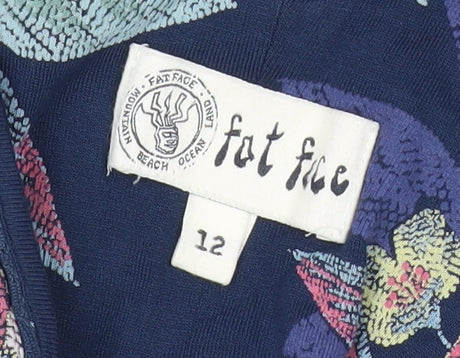 · FAT FACE ·
MOUNTAIN
LAND
BEACH OCEAN
fat face
12